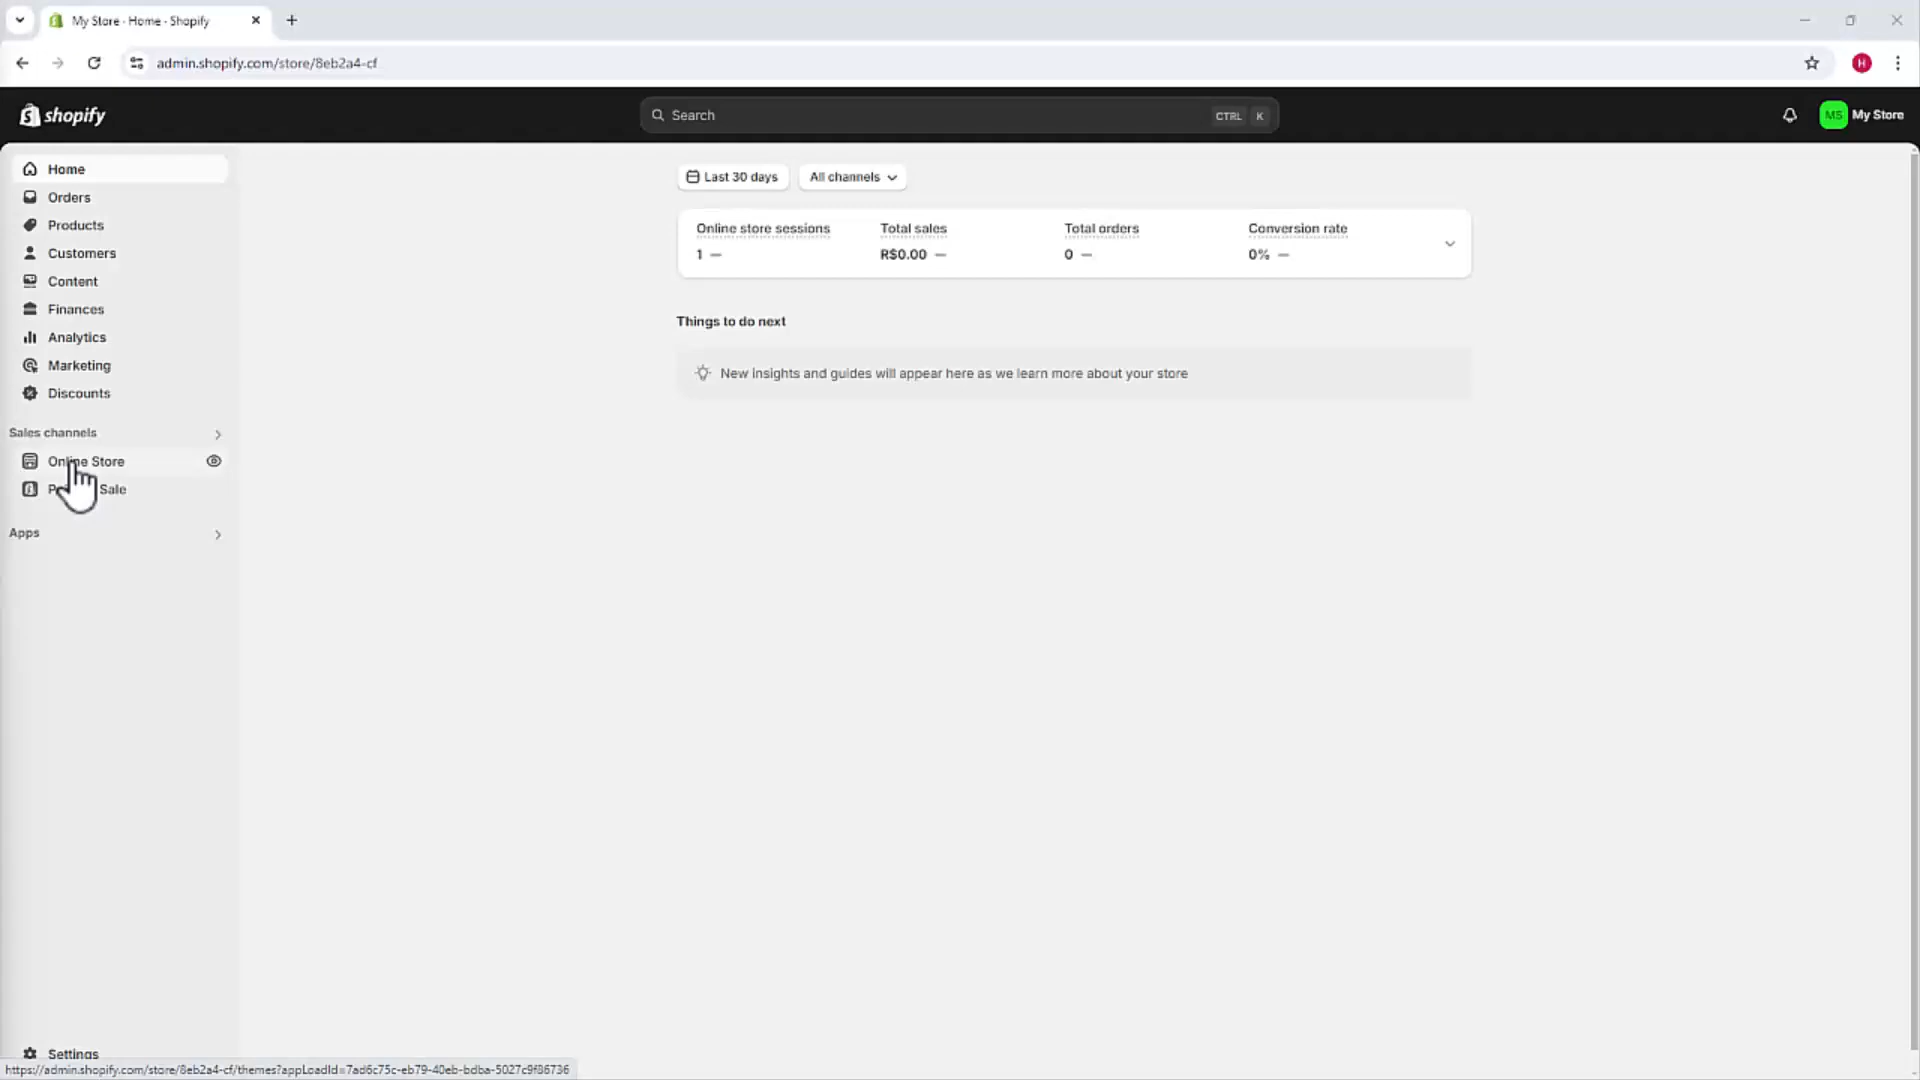 My Store · Home · Shopify
admin.shopify.com/store/8eb2a4-cf
shopify
Search
CTRL K
MS My Store
Home
Orders
Products
Customers
Content
Finances
Analytics
Marketing
Discounts
Sales channels
Online Store
Sale
Apps
Settings
Last 30 days
All channels
Online store sessions
1 —
Total sales
R$0.00 —
Total orders
0 —
Conversion rate
0% —
Things to do next
New insights and guides will appear here as we learn more about your store
H
https://admin.shopify.com/store/8eb2a4-cf/themes?appLoadId=7ad6c75c-eb79-40eb-bdba-5027c9f86736